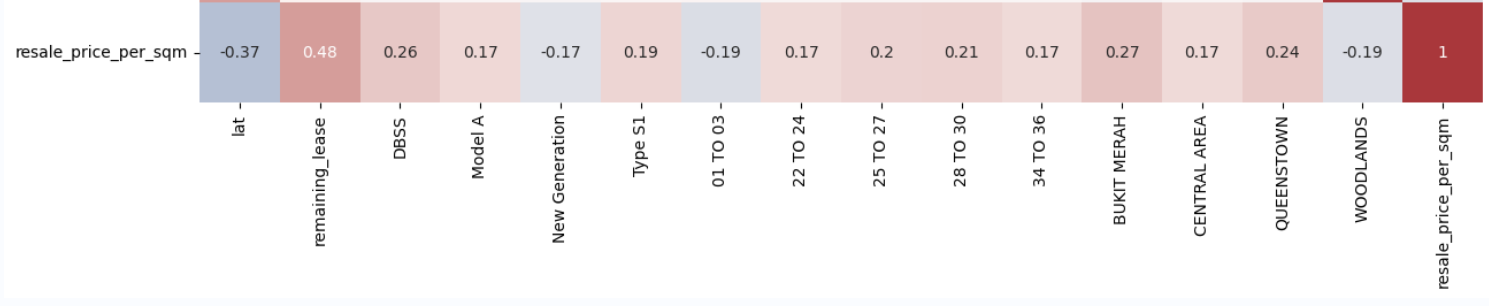 resale_price_per_sqm
-0.37 0.48 0.26 0.17 -0.17 0.19 -0.19 0.17 0.2 0.21 0.17 0.27 0.17 0.24 -0.19 1
lat
remaining_lease
DBSS
Model A
New Generation
Type S1
01 TO 03
22 TO 24
25 TO 27
28 TO 30
34 TO 36
BUKIT MERAH
CENTRAL AREA
QUEENSTOWN
WOODLANDS
resale_price_per_sqm